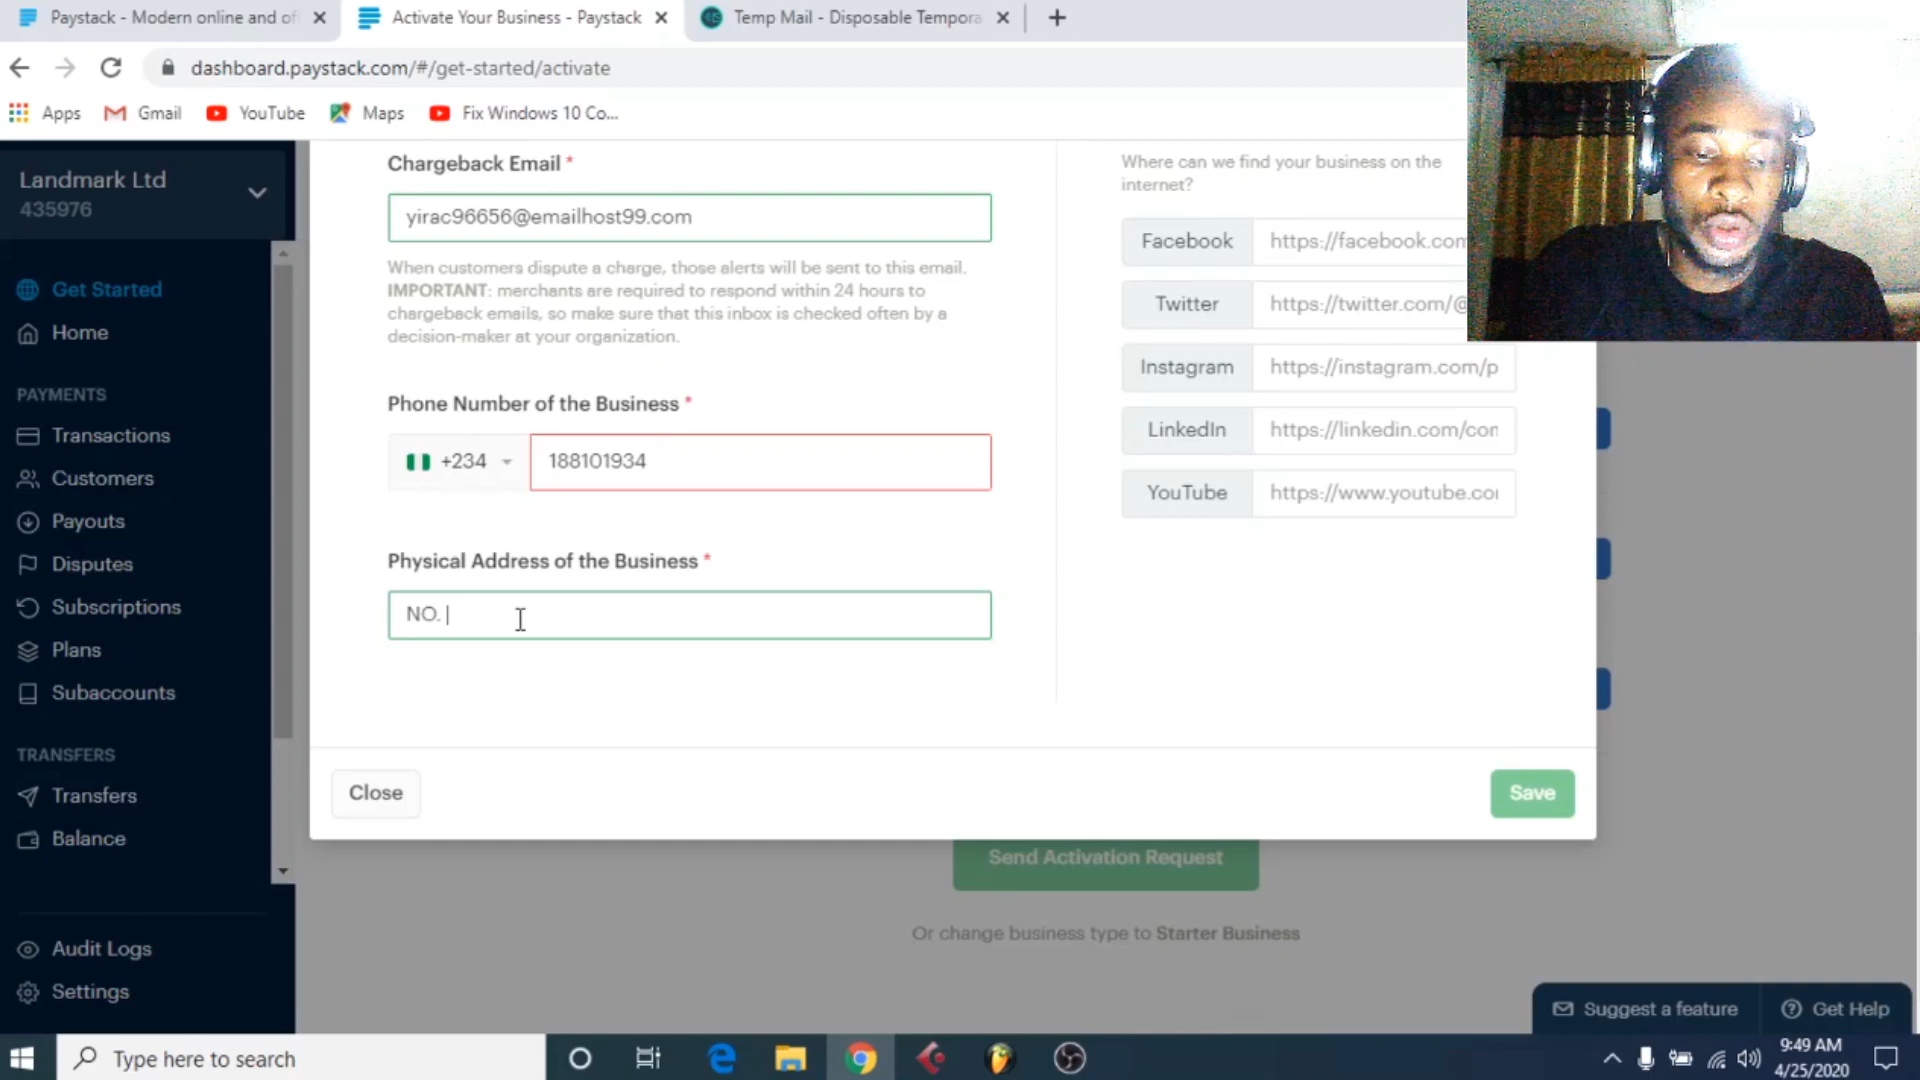 Paystack - Modern online and of
Activate Your Business - Paystack
Temp Mail - Disposable Tempora
dashboard.paystack.com/#/get-started/activate
Apps
Gmail
YouTube
Maps
Fix Windows 10 Co...
Landmark Ltd
435976
Get Started
Home
PAYMENTS
Transactions
Customers
Payouts
Disputes
Subscriptions
Plans
Subaccounts
TRANSFERS
Transfers
Balance
Audit Logs
Settings
Chargeback Email *
yirac96656@emailhost99.com
When customers dispute a charge, those alerts will be sent to this email.
IMPORTANT: merchants are required to respond within 24 hours to
chargeback emails, so make sure that this inbox is checked often by a
decision-maker at your organization.
Phone Number of the Business *
+234
188101934
Physical Address of the Business *
NO.
Where can we find your business on the
internet?
Facebook
https://facebook.com
Twitter
https://twitter.com/@
Instagram
https://instagram.com/p
LinkedIn
https://linkedin.com/con
YouTube
https://www.youtube.co
Close
Save
Send Activation Request
Or change business type to Starter Business
Suggest a feature
Get Help
Type here to search
9:49 AM
4/25/2020